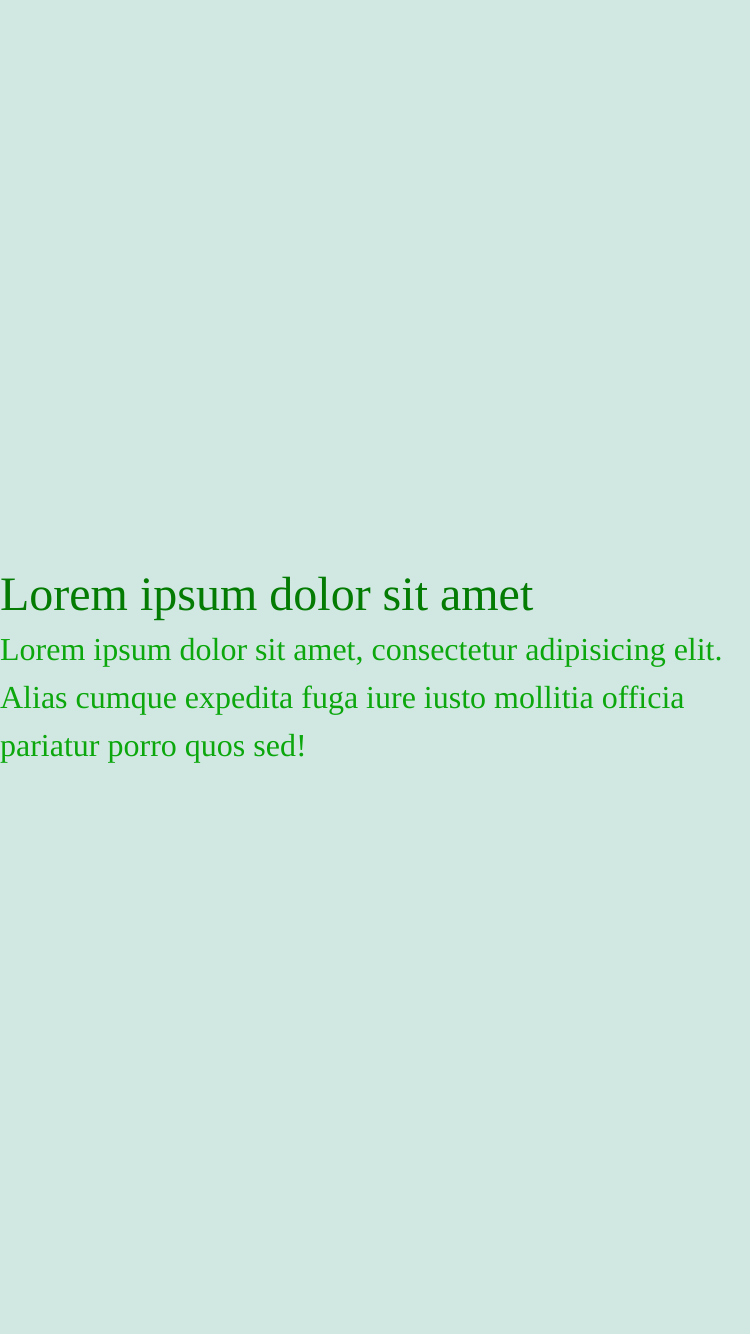 Lorem ipsum dolor sit amet
Lorem ipsum dolor sit amet, consectetur adipisicing elit.
Alias cumque expedita fuga iure iusto mollitia officia
pariatur porro quos sed!